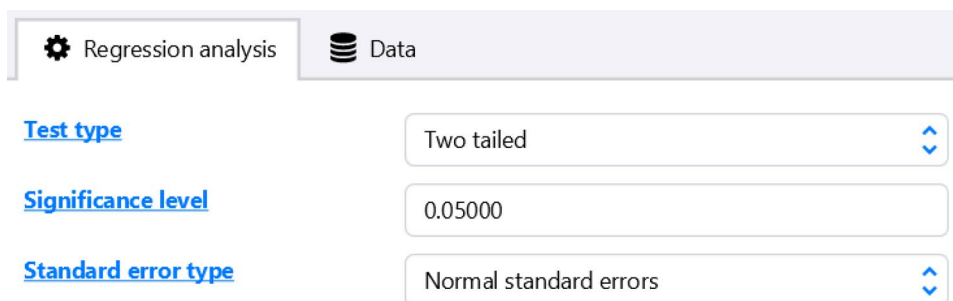 Regression analysis Data
Test type Two tailed
Significance level 0.05000
Standard error type Normal standard errors